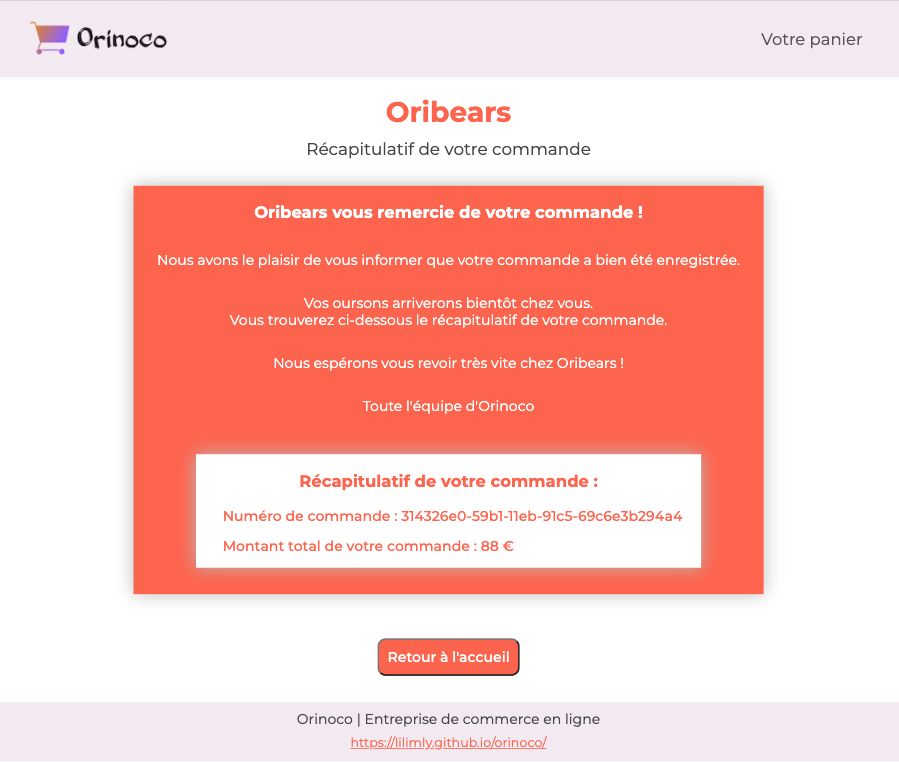 Orinoco
Votre panier
Oribears
Récapitulatif de votre commande
Oribears vous remercie de votre commande !
Nous avons le plaisir de vous informer que votre commande a bien été enregistrée.
Vos oursons arriverons bientôt chez vous.
Vous trouverez ci-dessous le récapitulatif de votre commande.
Nous espérons vous revoir très vite chez Oribears !
Toute l'équipe d'Orinoco
Récapitulatif de votre commande :
Numéro de commande : 314326e0-59b1-11eb-91c5-69c6e3b294a4
Montant total de votre commande : 88 €
Retour à l'accueil
Orinoco | Entreprise de commerce en ligne
https://lilimly.github.io/orinoco/